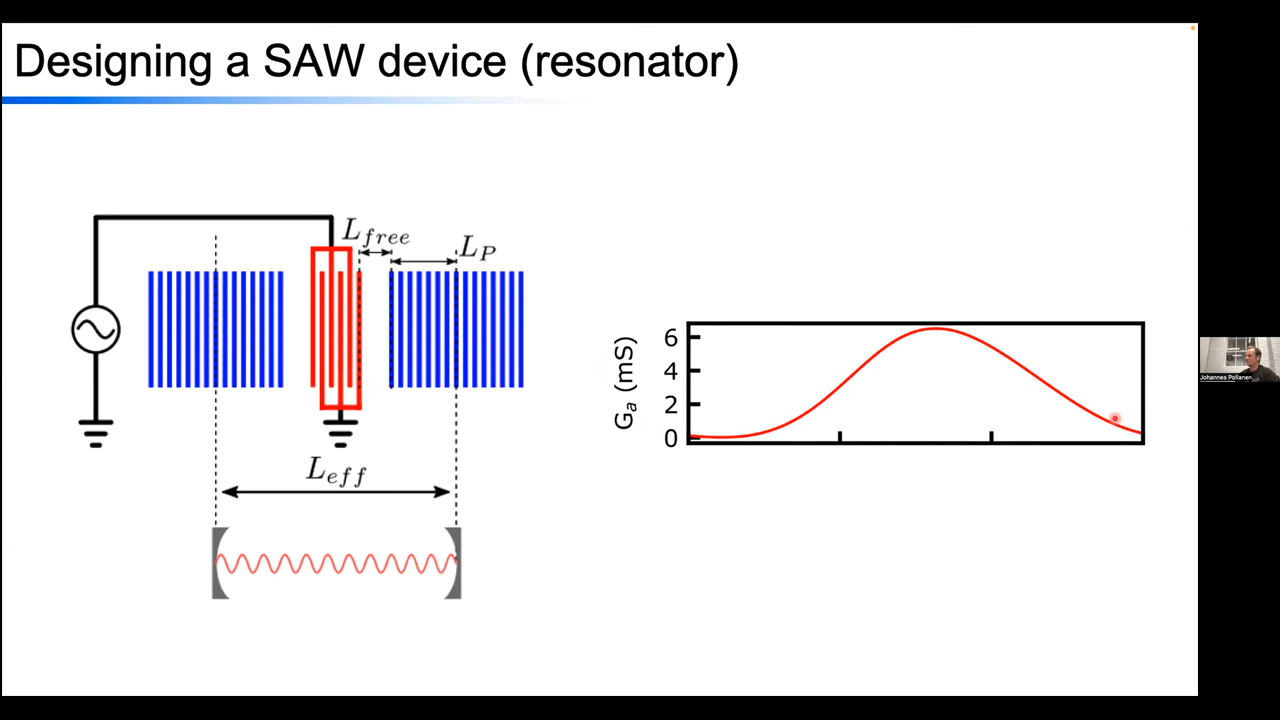 Designing a SAW device (resonator)
L_free
L_P
L_eff
G_a (mS)
6
4
2
0
Johannes Pollanen